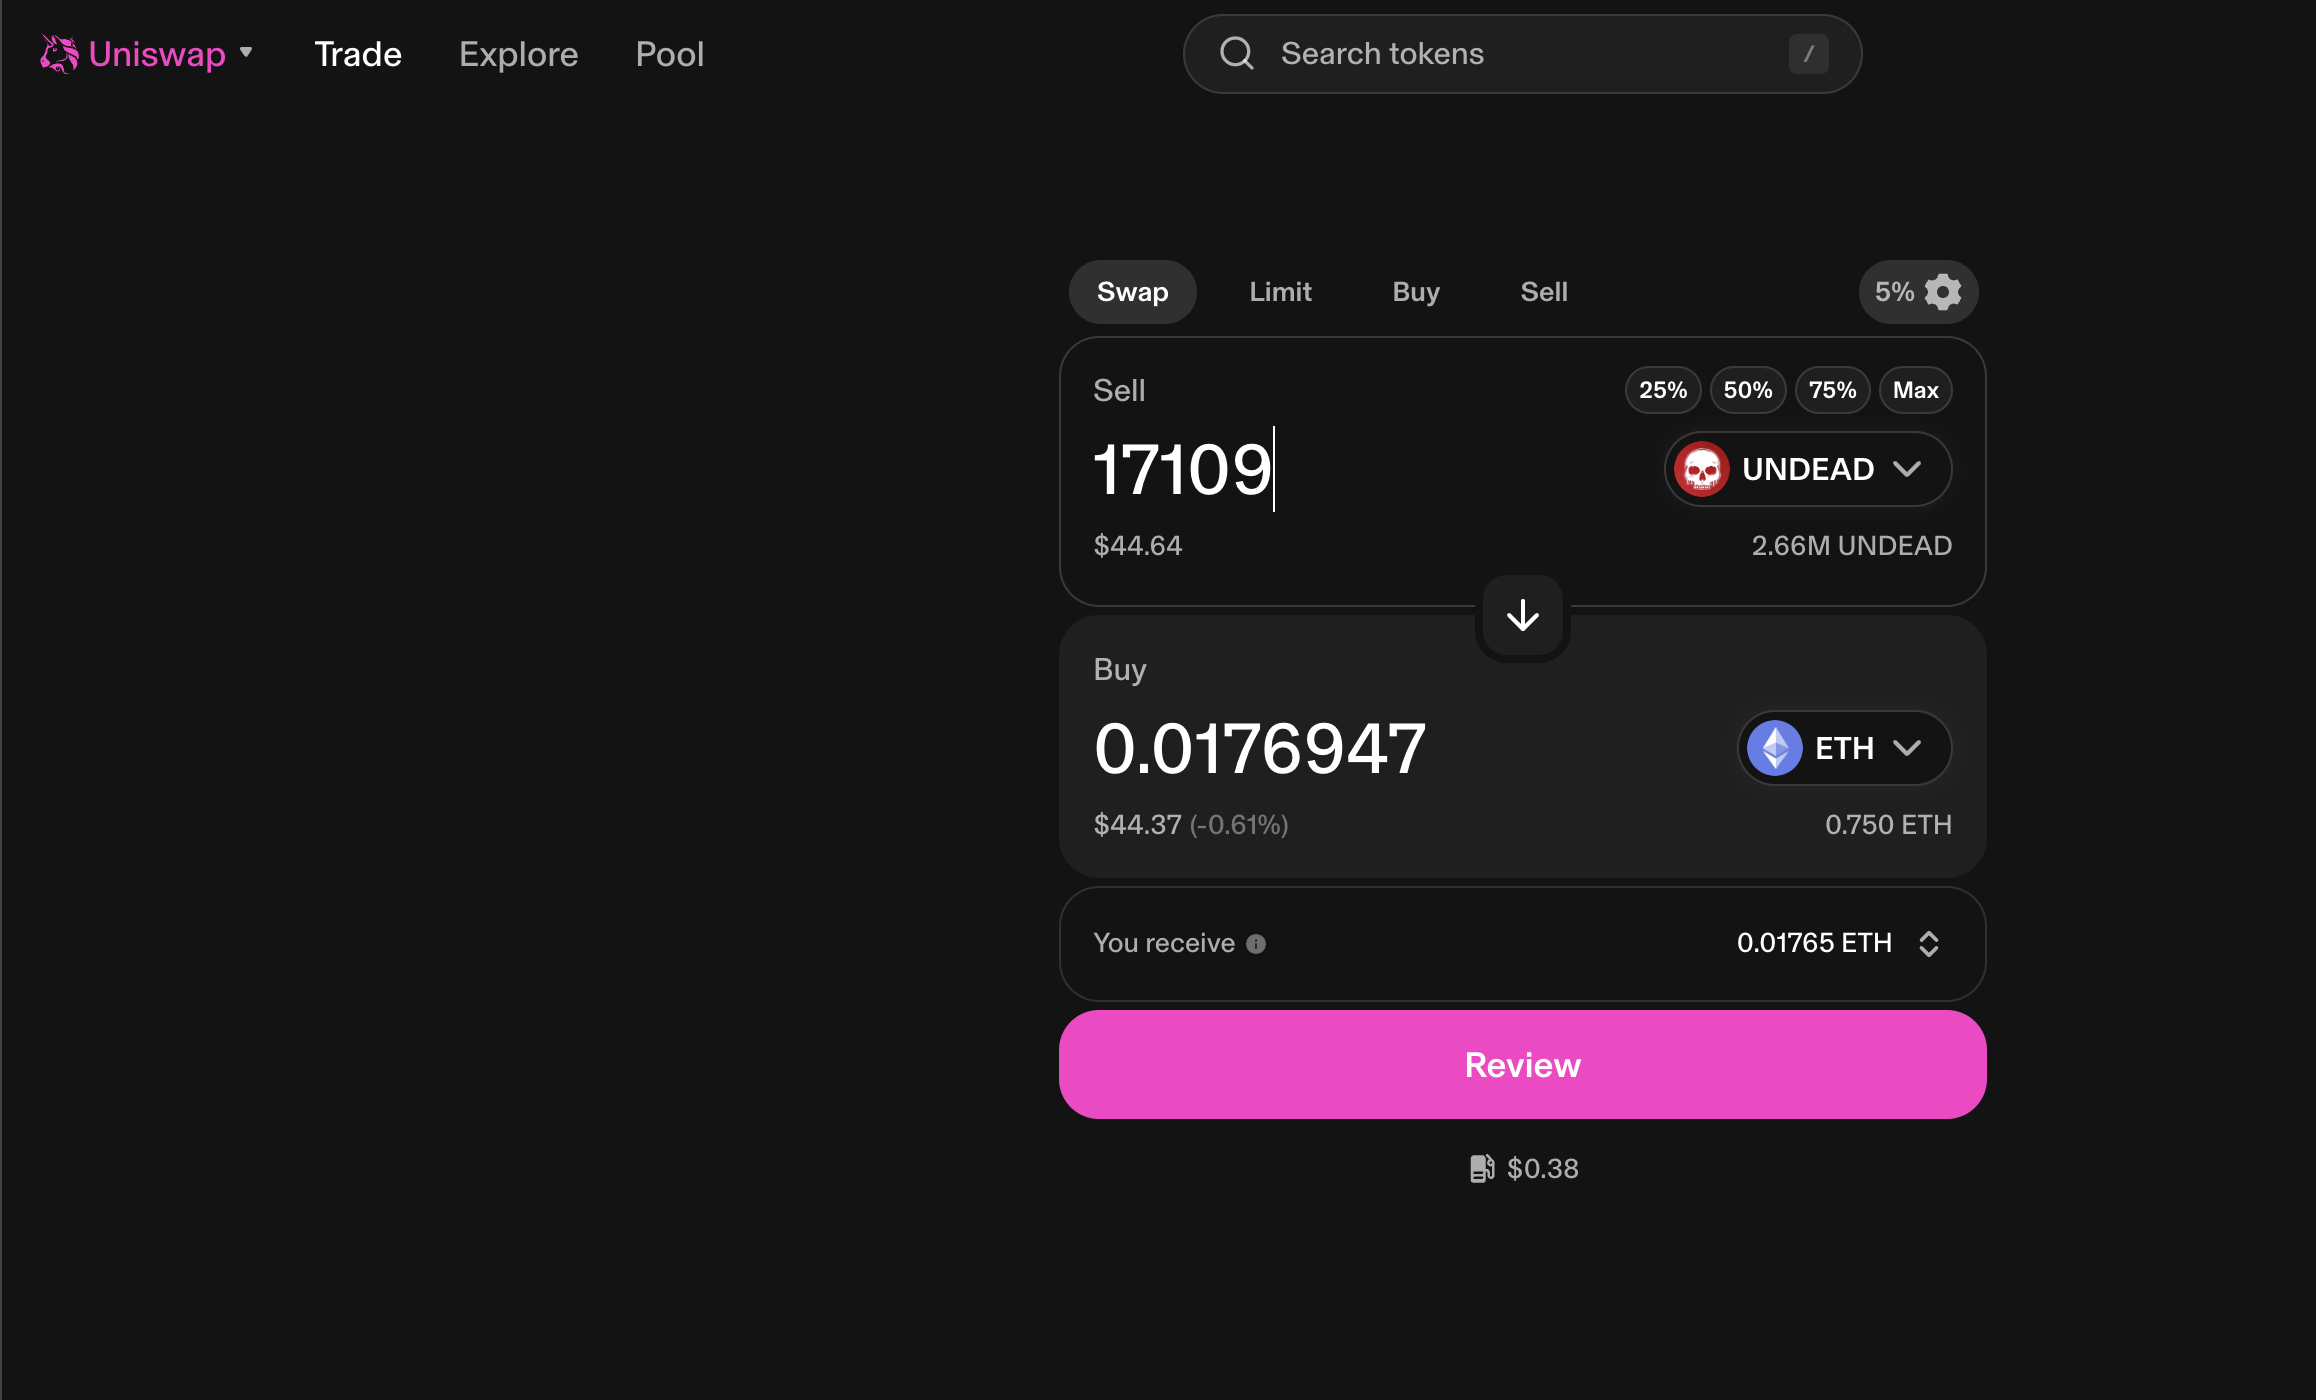 Uniswap Trade Explore Pool Search tokens /
Swap Limit Buy Sell 5%
Sell 25% 50% 75% Max
17109 UNDEAD
$44.64 2.66M UNDEAD
Buy
0.0176947 ETH
$44.37 (-0.61%) 0.750 ETH
You receive 0.01765 ETH
Review
$0.38